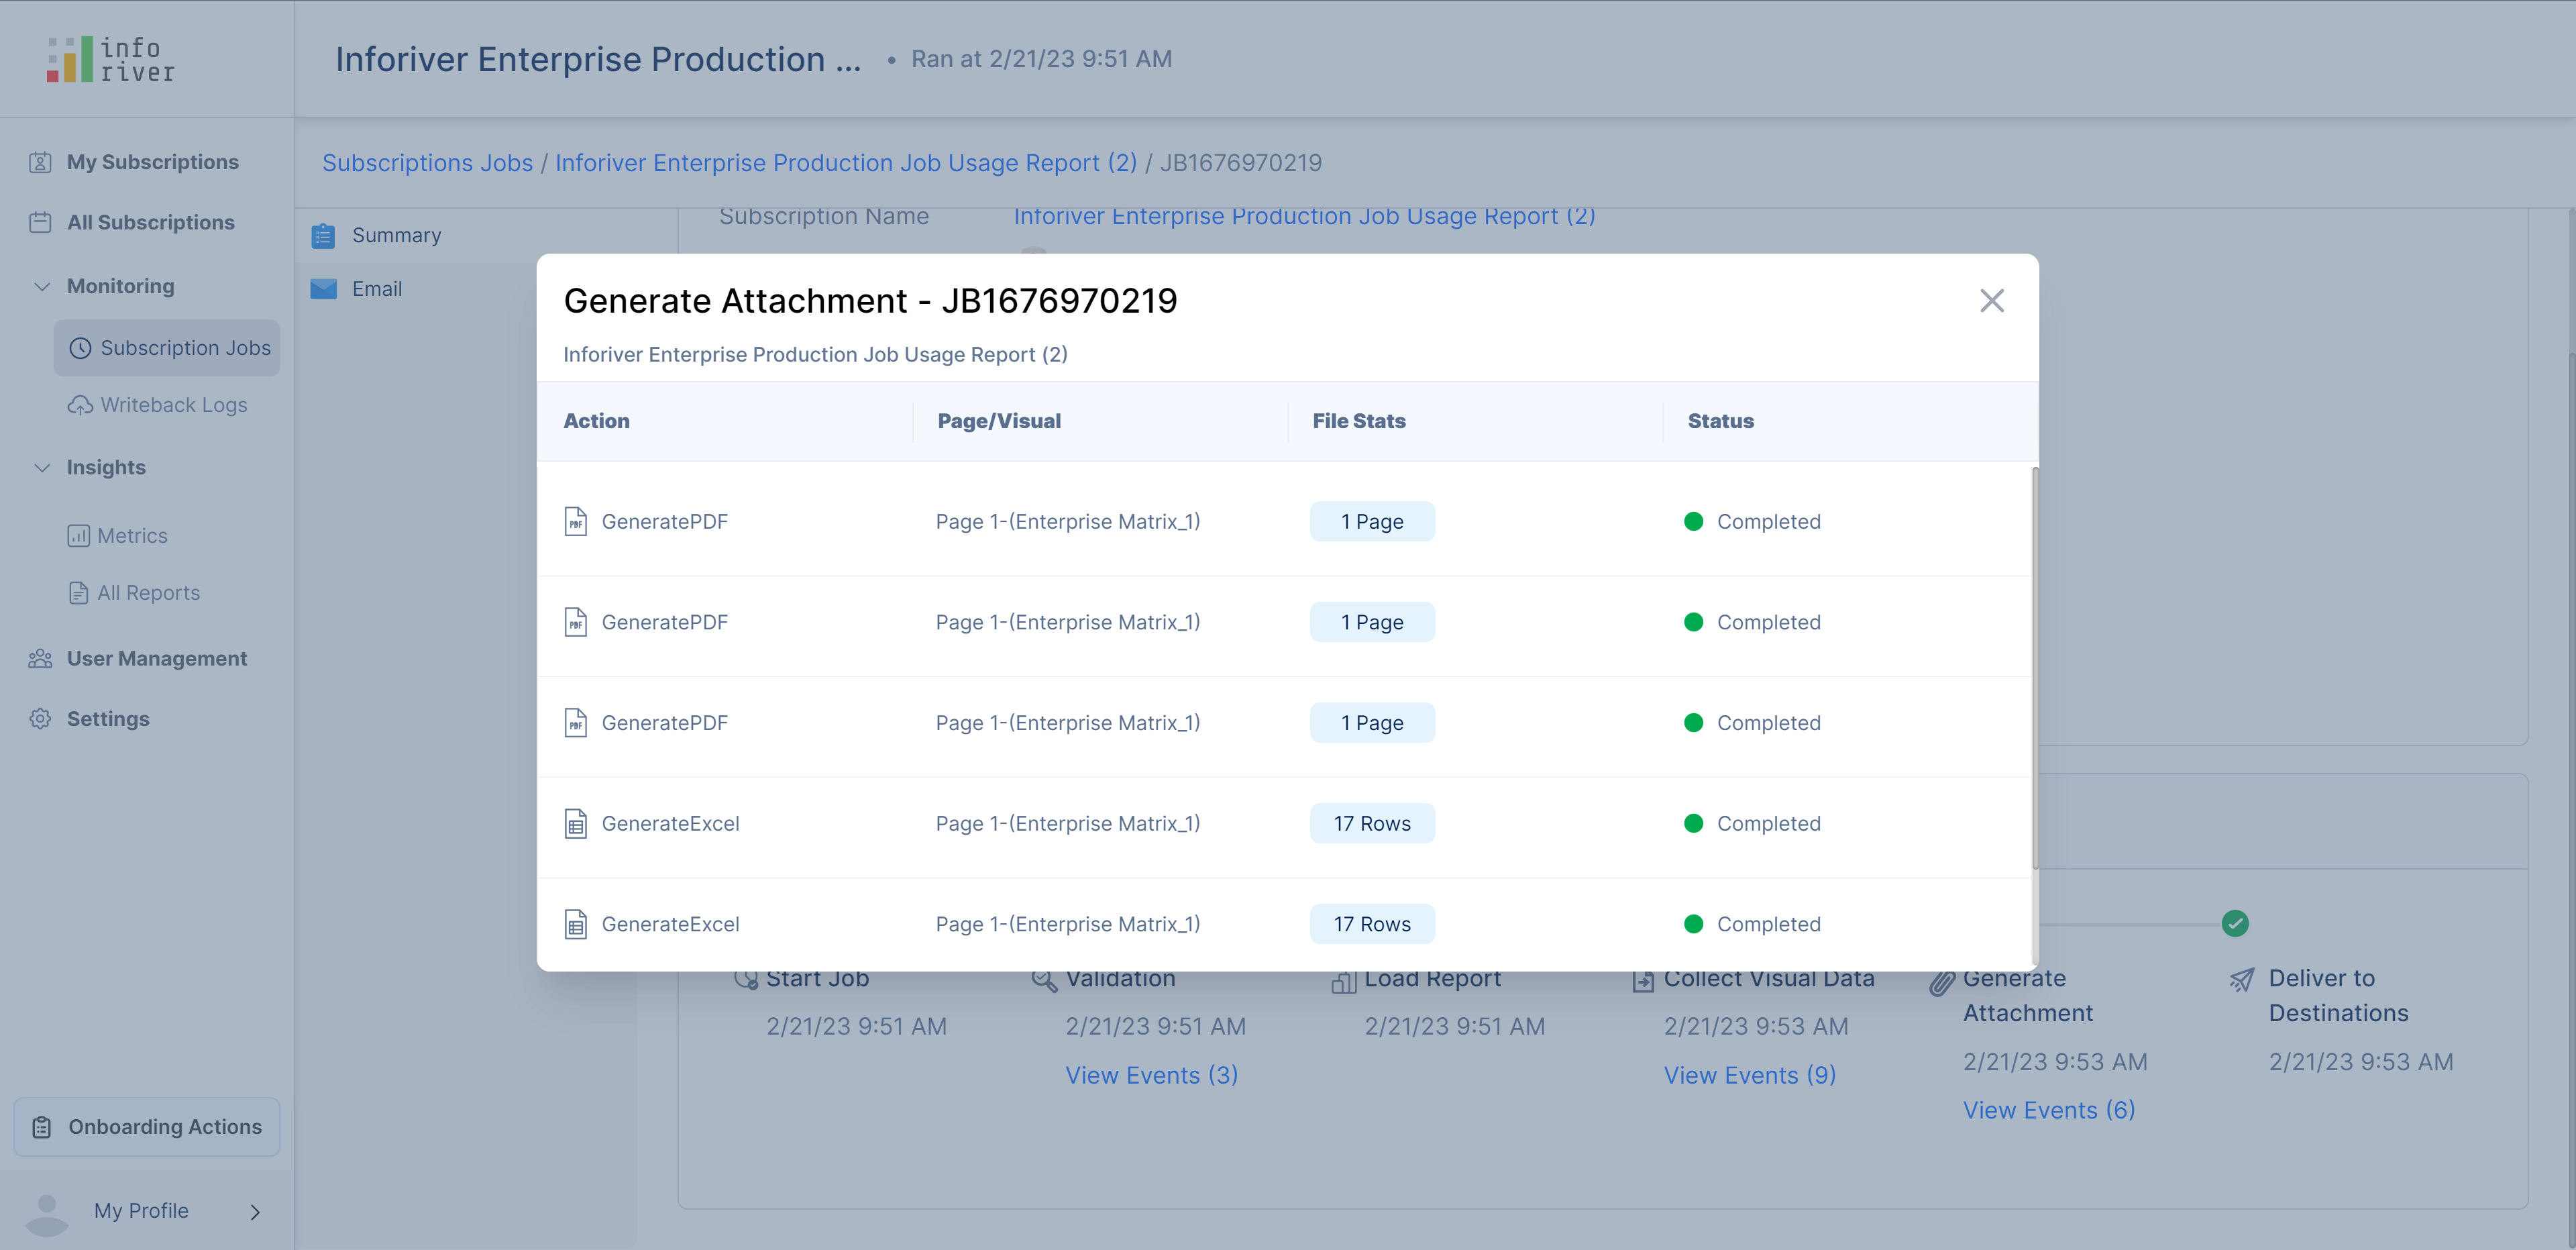 info
river
Inforiver Enterprise Production ... • Ran at 2/21/23 9:51 AM
My Subscriptions
All Subscriptions
Monitoring
Subscription Jobs
Writeback Logs
Insights
Metrics
All Reports
User Management
Settings
Onboarding Actions
My Profile
Subscriptions Jobs / Inforiver Enterprise Production Job Usage Report (2) / JB1676970219
Summary
Email
Subscription Name Inforiver Enterprise Production Job Usage Report (2)
Generate Attachment - JB1676970219
Inforiver Enterprise Production Job Usage Report (2)
Action Page/Visual File Stats Status
PDF GeneratePDF Page 1-(Enterprise Matrix_1) 1 Page Completed
PDF GeneratePDF Page 1-(Enterprise Matrix_1) 1 Page Completed
PDF GeneratePDF Page 1-(Enterprise Matrix_1) 1 Page Completed
GenerateExcel Page 1-(Enterprise Matrix_1) 17 Rows Completed
GenerateExcel Page 1-(Enterprise Matrix_1) 17 Rows Completed
Start Job
2/21/23 9:51 AM
Validation
2/21/23 9:51 AM
View Events (3)
Load Report
2/21/23 9:51 AM
Collect Visual Data
2/21/23 9:53 AM
View Events (9)
Generate
Attachment
2/21/23 9:53 AM
View Events (6)
Deliver to
Destinations
2/21/23 9:53 AM